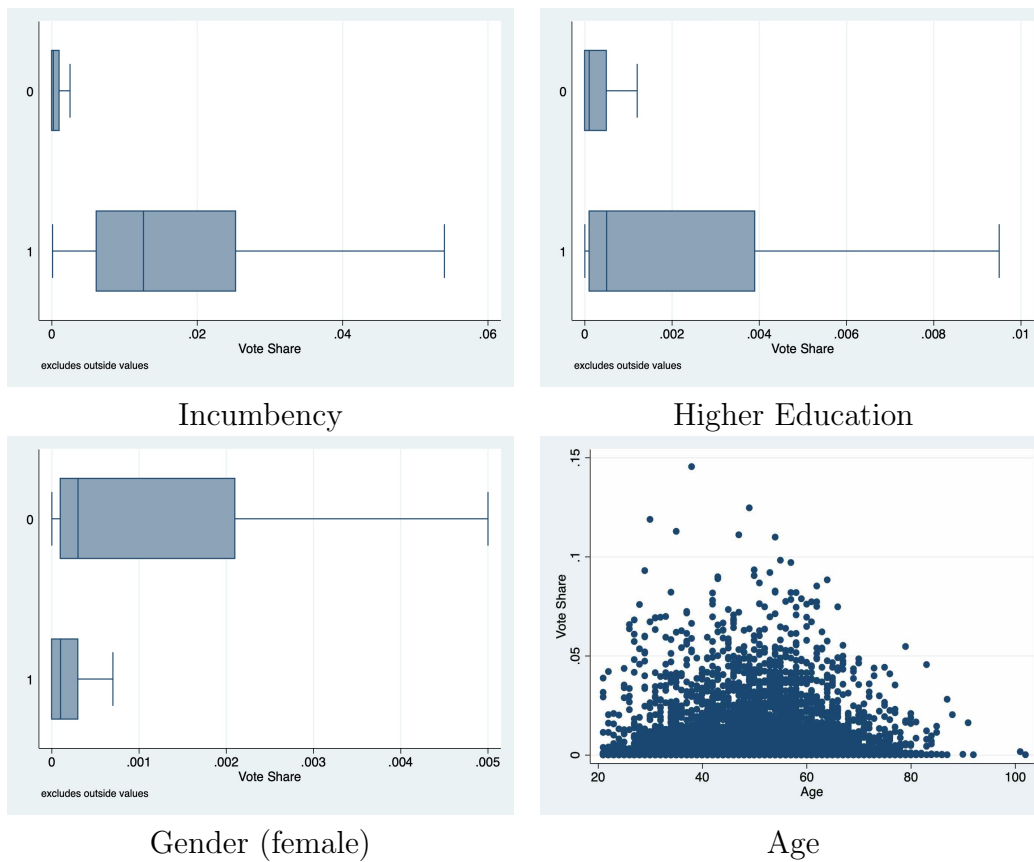 0
1
0 .02 .04 .06
Vote Share
excludes outside values
Incumbency
0
1
0 .002 .004 .006 .008 .01
Vote Share
excludes outside values
Higher Education
0
1
0 .001 .002 .003 .004 .005
Vote Share
excludes outside values
Gender (female)
.15
.1
.05
0
Vote Share
20 40 60 80 100
Age
Age